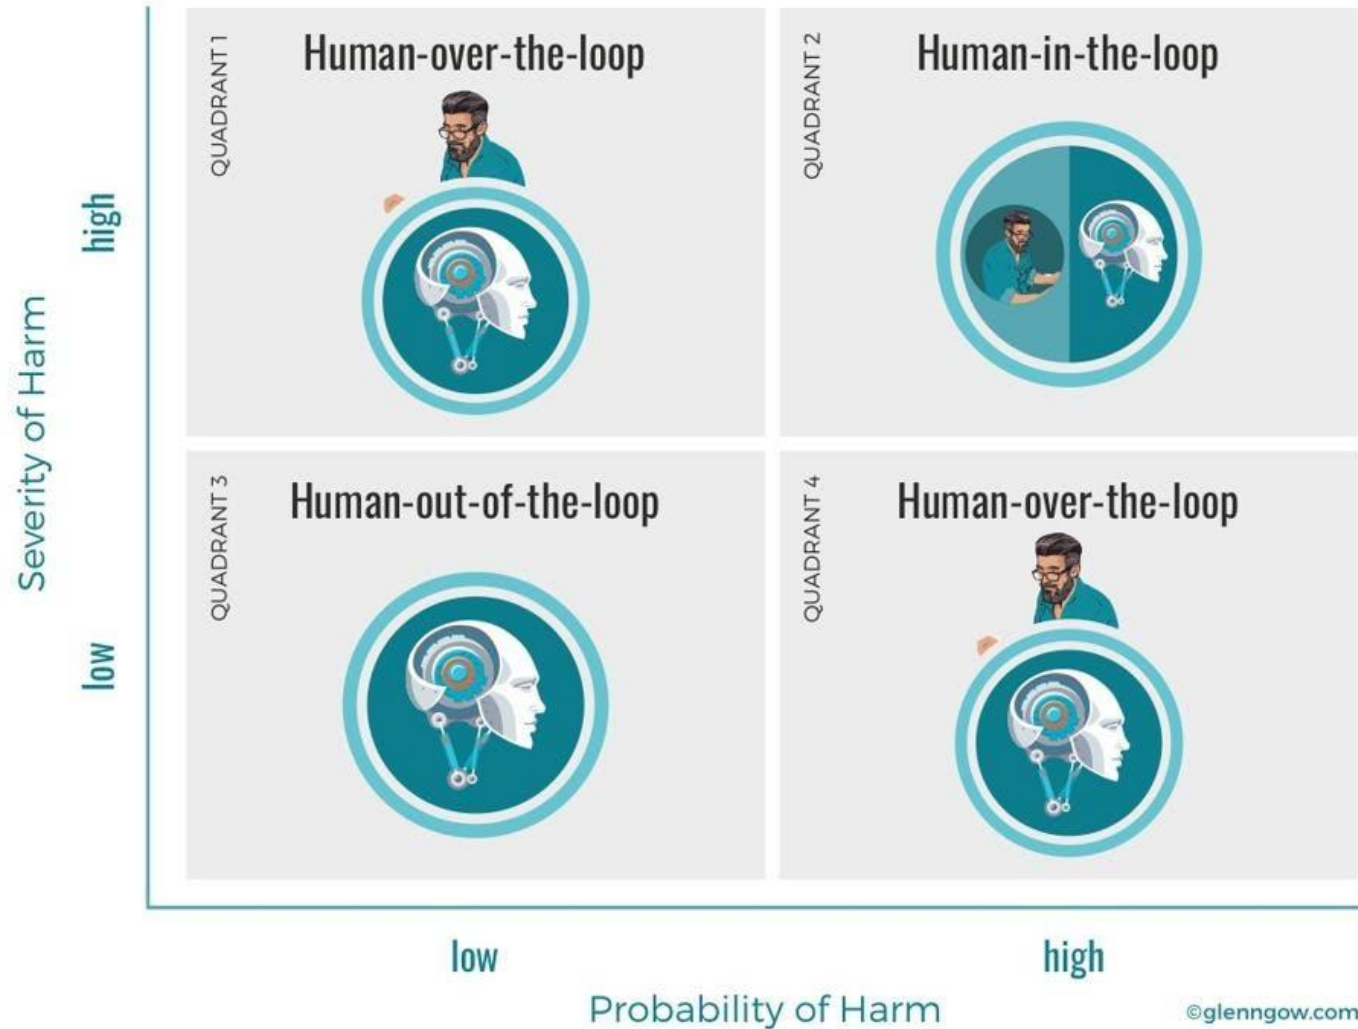 QUADRANT 1
Human-over-the-loop
QUADRANT 2
Human-in-the-loop
high
Severity of Harm
QUADRANT 3
Human-out-of-the-loop
QUADRANT 4
Human-over-the-loop
low
low
high
Probability of Harm
©glenngow.com